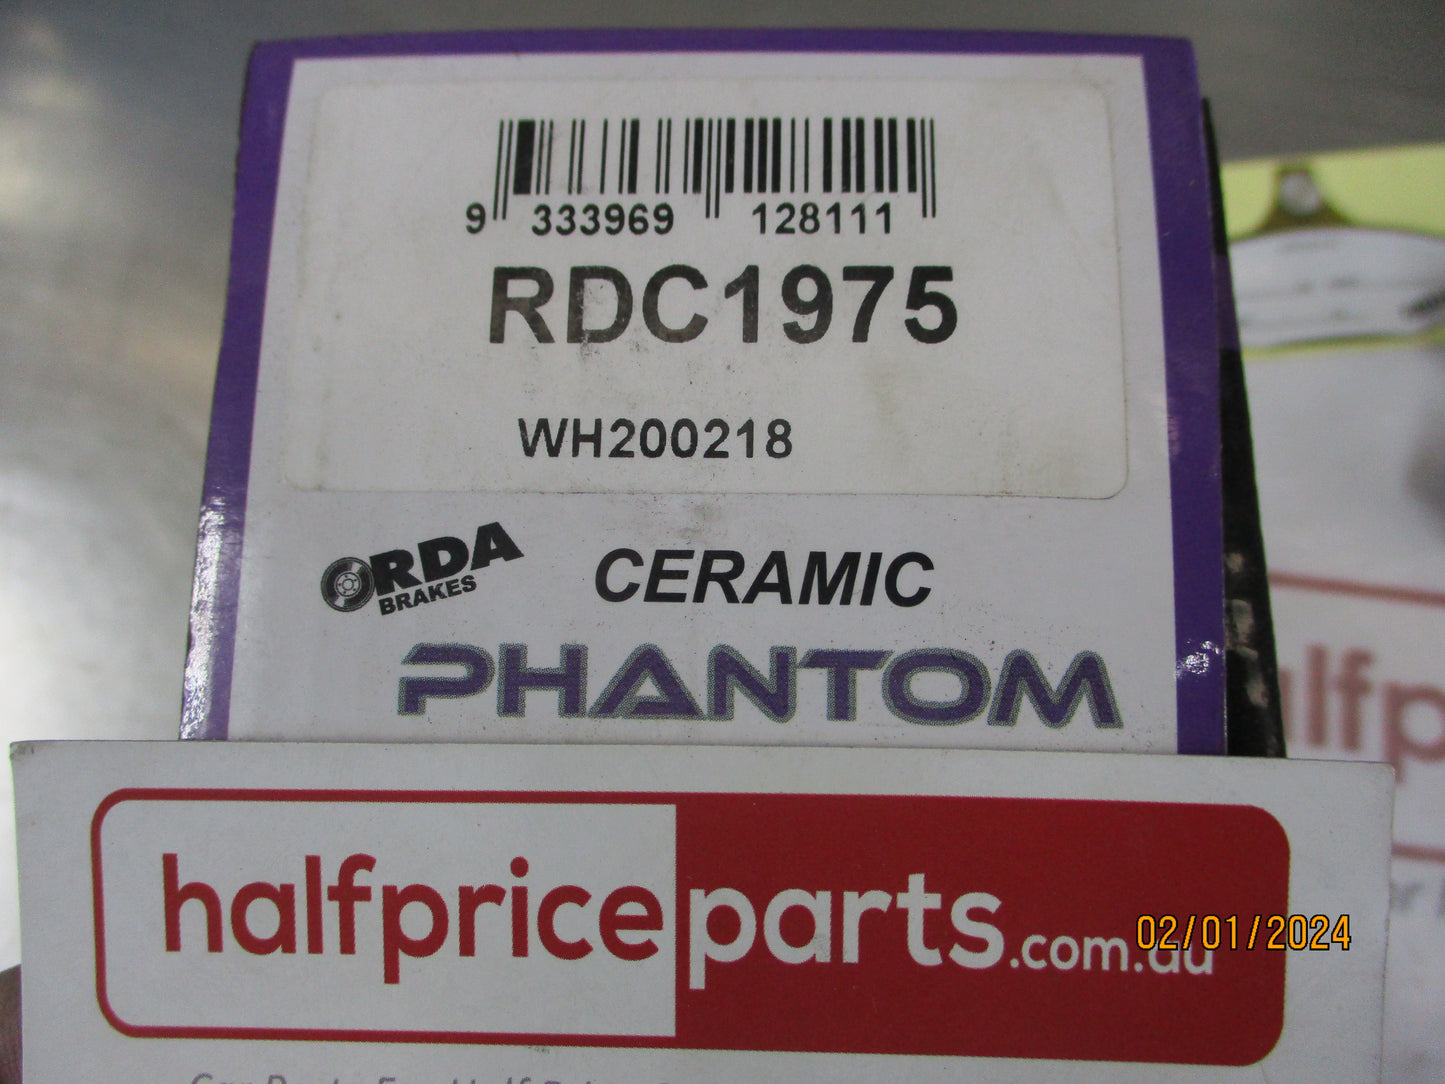 9 333969 128111
RDC1975
WH200218
RDA
BRAKES
CERAMIC
PHANTOM
halfpriceparts.com.au
02/01/2024